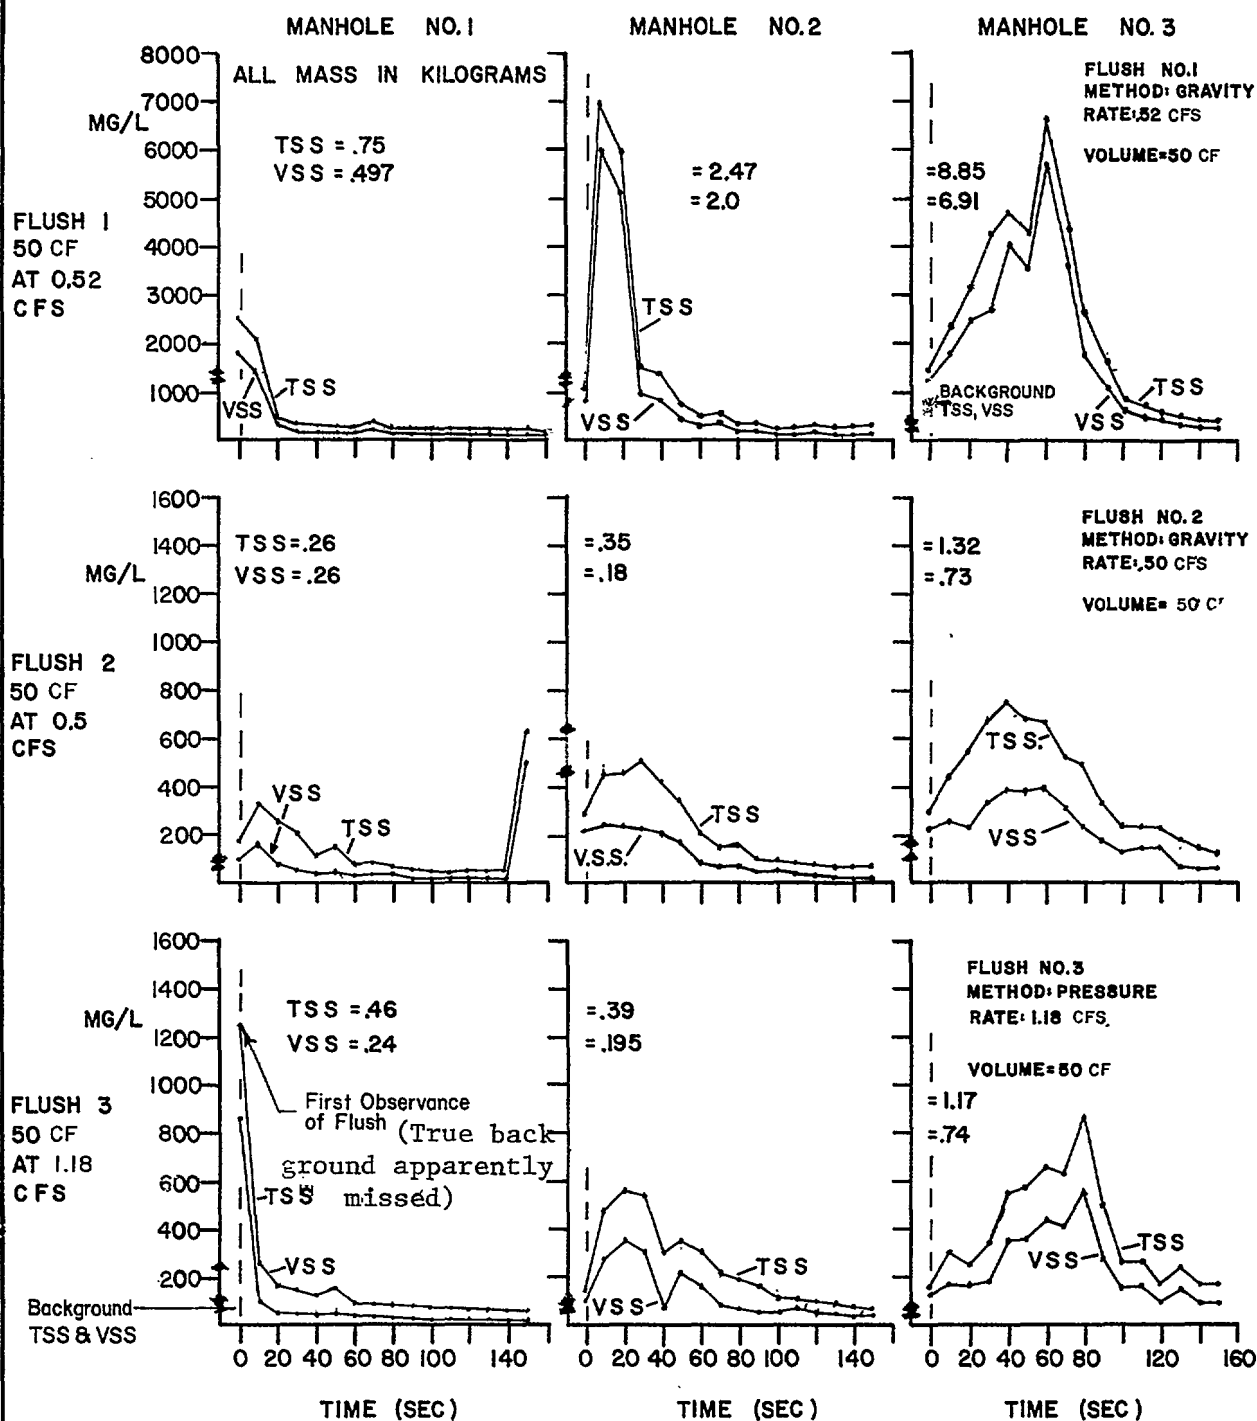 MANHOLE NO.1
MANHOLE NO.2
MANHOLE NO.3
FLUSH 1
50 CF
AT 0.52
CFS
MG/L
8000
7000
6000
5000
4000
3000
2000
1000
ALL MASS IN KILOGRAMS
TSS = .75
VSS = .497
TSS
VSS
= 2.47
= 2.0
TSS
VSS
FLUSH NO.1
METHOD: GRAVITY
RATE: .52 CFS
VOLUME=50 CF
=8.85
=6.91
BACKGROUND
TSS, VSS
TSS
VSS
FLUSH 2
50 CF
AT 0.5
CFS
MG/L
1600
1400
1200
1000
800
600
400
200
TSS=.26
VSS=.26
VSS
TSS
=.35
=.18
TSS
V.S.S.
FLUSH NO.2
METHOD: GRAVITY
RATE: .50 CFS
VOLUME= 50
=1.32
=.73
TSS.
VSS
FLUSH 3
50 CF
AT 1.18
CFS
MG/L
1600
1400
1200
1000
800
600
400
200
TSS =.46
VSS =.24
First Observance
of Flush (True back
ground apparently
missed)
TSS
VSS
Background
TSS & VSS
=.39
=.195
TSS
VSS
FLUSH NO.3
METHOD: PRESSURE
RATE: 1.18 CFS
VOLUME=50 CF
=1.17
=.74
TSS
VSS
0 20 40 60 80 100 140
0 20 40 60 80 100 140
0 20 40 60 80 120 160
TIME (SEC)
TIME (SEC)
TIME (SEC)